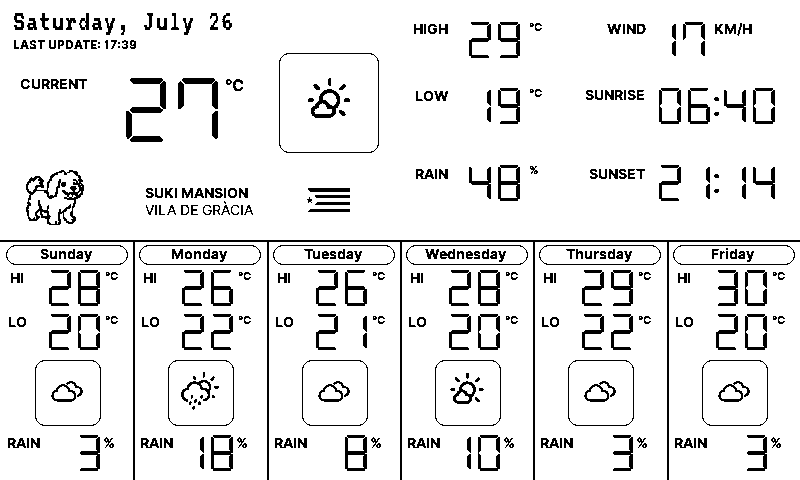 Saturday, July 26
LAST UPDATE: 17:39
CURRENT 27 °C
HIGH 29 °C
LOW 19 °C
RAIN 48 %
WIND 17 KM/H
SUNRISE 06:40
SUNSET 21:14
SUKI MANSION
VILA DE GRÀCIA
Sunday
HI 28 °C
LO 20 °C
RAIN 3 %
Monday
HI 26 °C
LO 22 °C
RAIN 18 %
Tuesday
HI 26 °C
LO 21 °C
RAIN 8 %
Wednesday
HI 28 °C
LO 20 °C
RAIN 10 %
Thursday
HI 29 °C
LO 22 °C
RAIN 3 %
Friday
HI 30 °C
LO 20 °C
RAIN 3 %